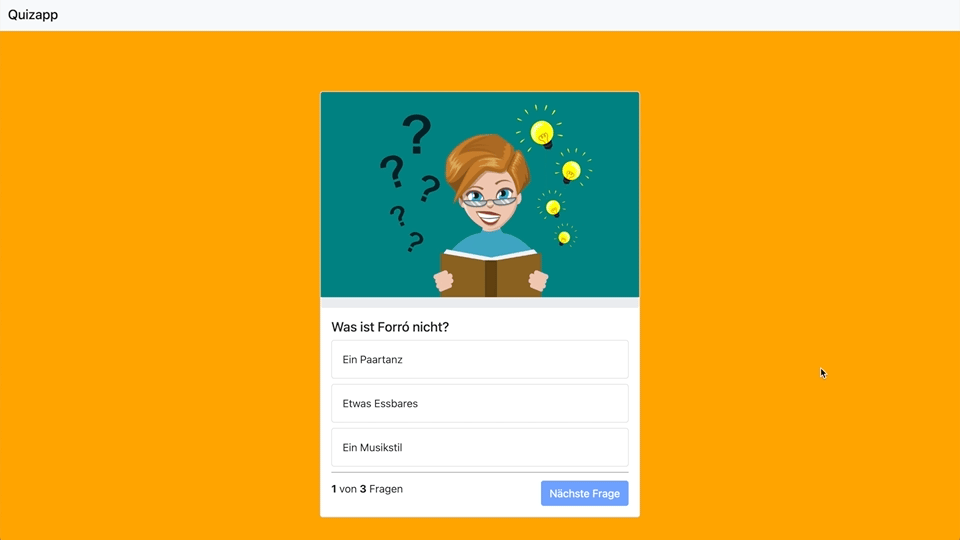 Quizapp
? ? ? ? ?
Was ist Forró nicht?
Ein Paartanz
Etwas Essbares
Ein Musikstil
1 von 3 Fragen
Nächste Frage